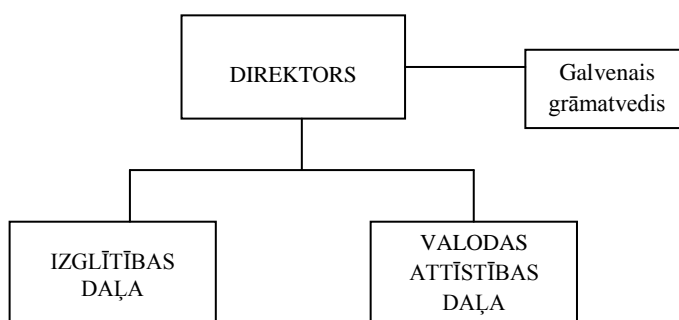 DIREKTORS
Galvenais
grāmatvedis
IZGLĪTĪBAS
DAĻA
VALODAS
ATTĪSTĪBAS
DAĻA